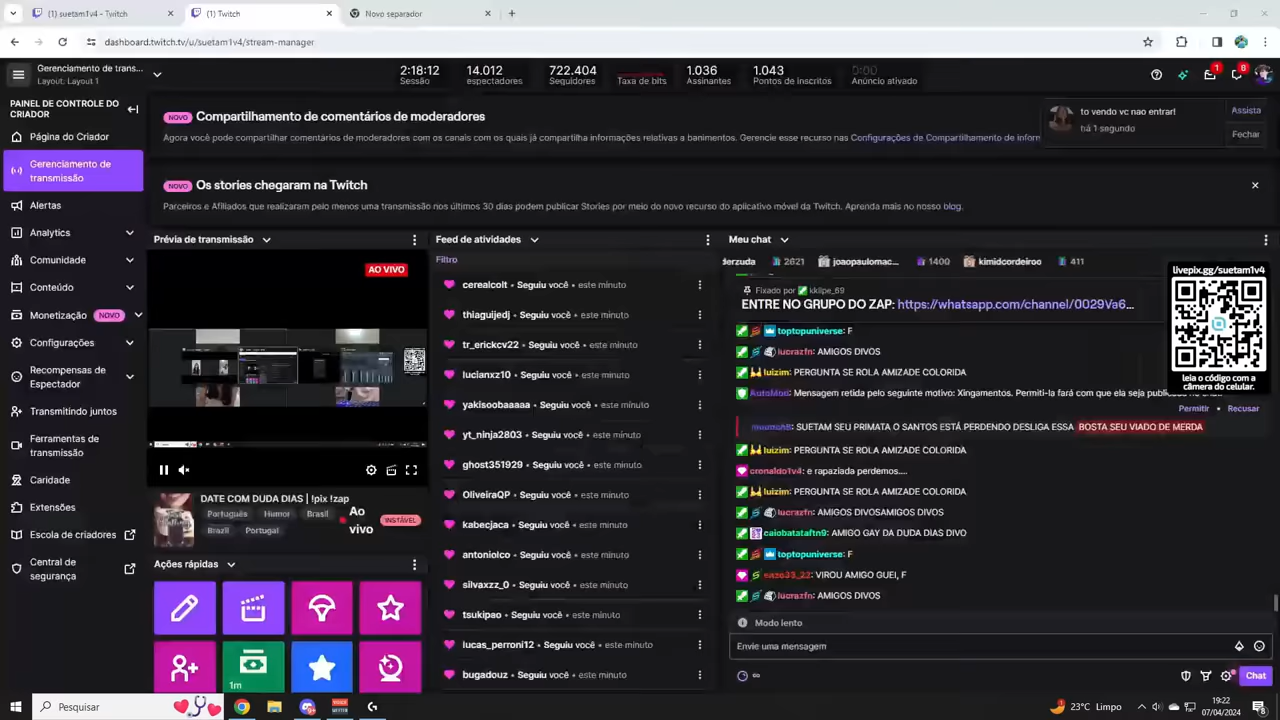 (1) suetam1v4 - Twitch
(1) Twitch
Novo separador
dashboard.twitch.tv/u/suetam1v4/stream-manager
Gerenciamento de trans...
Layout: Layout 1
2:18:12
Sessão
14.012
espectadores
722.404
Seguidores
Taxa de bits
1.036
Assinantes
1.043
Pontos de inscritos
0:00
Anúncio ativado
1
6
PAINEL DE CONTROLE DO
CRIADOR
Página do Criador
Gerenciamento de
transmissão
Alertas
Analytics
Comunidade
Conteúdo
Monetização NOVO
Configurações
Recompensas de
Espectador
Transmitindo juntos
Ferramentas de
transmissão
Caridade
Extensões
Escola de criadores
Central de
segurança
NOVO Compartilhamento de comentários de moderadores
Agora você pode compartilhar comentários de moderadores com os canais com os quais já compartilha informações relativas a banimentos. Gerencie esse recurso nas Configurações de Compartilhamento de inform
to vendo vc nao entrar!
há 1 segundo
Assista
Fechar
NOVO Os stories chegaram na Twitch
Parceiros e Afiliados que realizaram pelo menos uma transmissão nos últimos 30 dias podem publicar Stories por meio do novo recurso do aplicativo móvel da Twitch. Aprenda mais no nosso blog.
Prévia de transmissão
AO VIVO
DATE COM DUDA DIAS | !pix !zap
Português Humor Brasil
Brazil Portugal
Ao
vivo
INSTÁVEL
Ações rápidas
1m
Feed de atividades
Filtro
cerealcolt • Seguiu você • este minuto
thiaguijedj • Seguiu você • este minuto
tr_erickcv22 • Seguiu você • este minuto
lucianxz10 • Seguiu você • este minuto
yakisoobaaaaa • Seguiu você • este minuto
yt_ninja2803 • Seguiu você • este minuto
ghost351929 • Seguiu você • este minuto
OliveiraQP • Seguiu você • este minuto
kabecjaca • Seguiu você • este minuto
antoniolco • Seguiu você • este minuto
silvaxzz_0 • Seguiu você • este minuto
tsukipao • Seguiu você • este minuto
lucas_perroni12 • Seguiu você • este minuto
bugadouz • Seguiu você • este minuto
Meu chat
derzuda 2621 joaopaulomac... 1400 kimidcordeiroo 411
Fixado por kkilpe_69
ENTRE NO GRUPO DO ZAP: https://whatsapp.com/channel/0029Va6...
toptopuniverse: F
lucrazfn: AMIGOS DIVOS
luizim: PERGUNTA SE ROLA AMIZADE COLORIDA
AutoMod: Mensagem retida pelo seguinte motivo: Xingamentos. Permiti-la fará com que ela seja publicada no chat.
Permitir • Recusar
SUETAM SEU PRIMATA O SANTOS ESTÁ PERDENDO DESLIGA ESSA BOSTA SEU VIADO DE MERDA
luizim: PERGUNTA SE ROLA AMIZADE COLORIDA
cronaldo1v4: e rapaziada perdemos....
luizim: PERGUNTA SE ROLA AMIZADE COLORIDA
lucrazfn: AMIGOS DIVOSAMIGOS DIVOS
caiobatataftn9: AMIGO GAY DA DUDA DIAS DIVO
toptopuniverse: F
enzo33_23: VIROU AMIGO GUEI, F
lucrazfn: AMIGOS DIVOS
Modo lento
Envie uma mensagem
Chat
livepix.gg/suetam1v4
leia o código com a
câmera do celular.
Pesquisar
23°C Limpo
19:22
07/04/2024
8